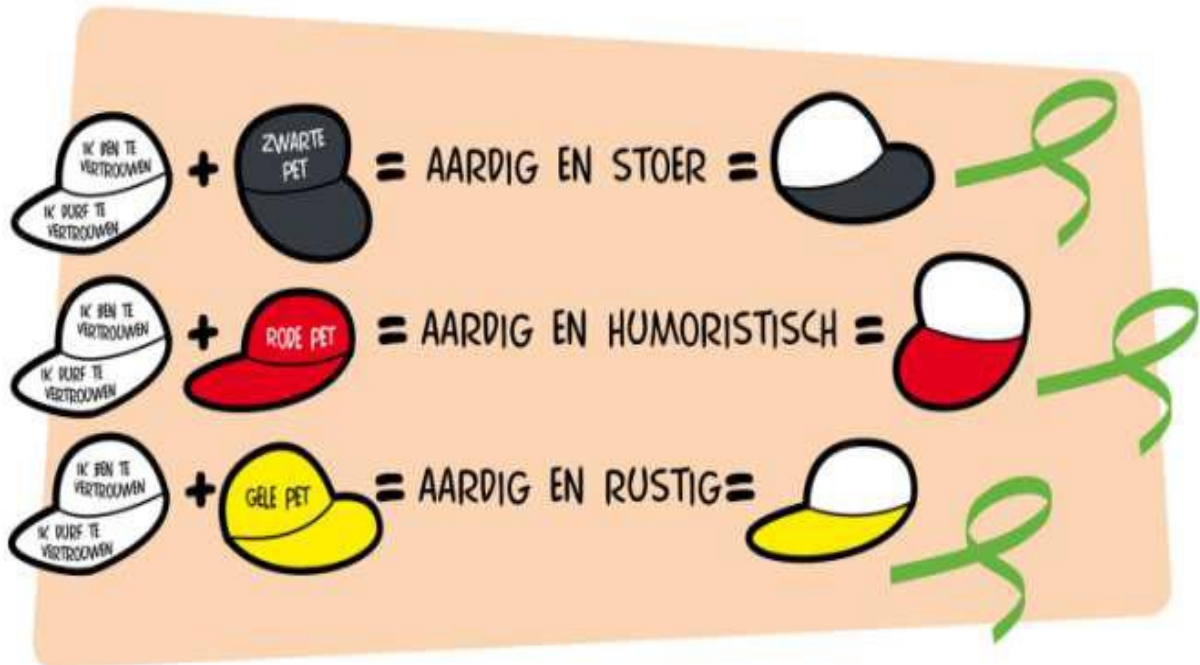 IK BEN TE
VERTROUWEN
IK DURF TE
VERTROUWEN
+
ZWARTE
PET
= AARDIG EN STOER =
IK BEN TE
VERTROUWEN
IK DURF TE
VERTROUWEN
+
RODE PET
= AARDIG EN HUMORISTISCH =
IK BEN TE
VERTROUWEN
IK DURF TE
VERTROUWEN
+
GELE PET
= AARDIG EN RUSTIG=